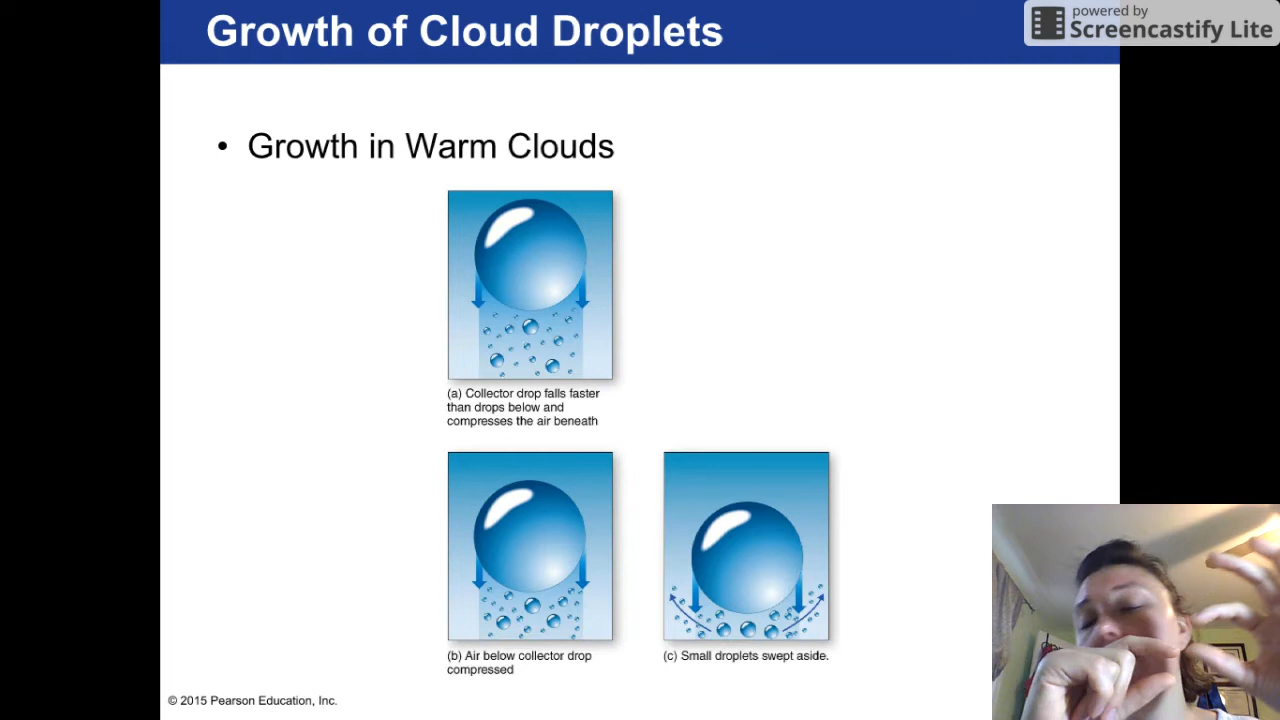 Growth of Cloud Droplets
powered by
Screencastify Lite
• Growth in Warm Clouds
(a) Collector drop falls faster
than drops below and
compresses the air beneath
(b) Air below collector drop
compressed
(c) Small droplets swept aside.
© 2015 Pearson Education, Inc.